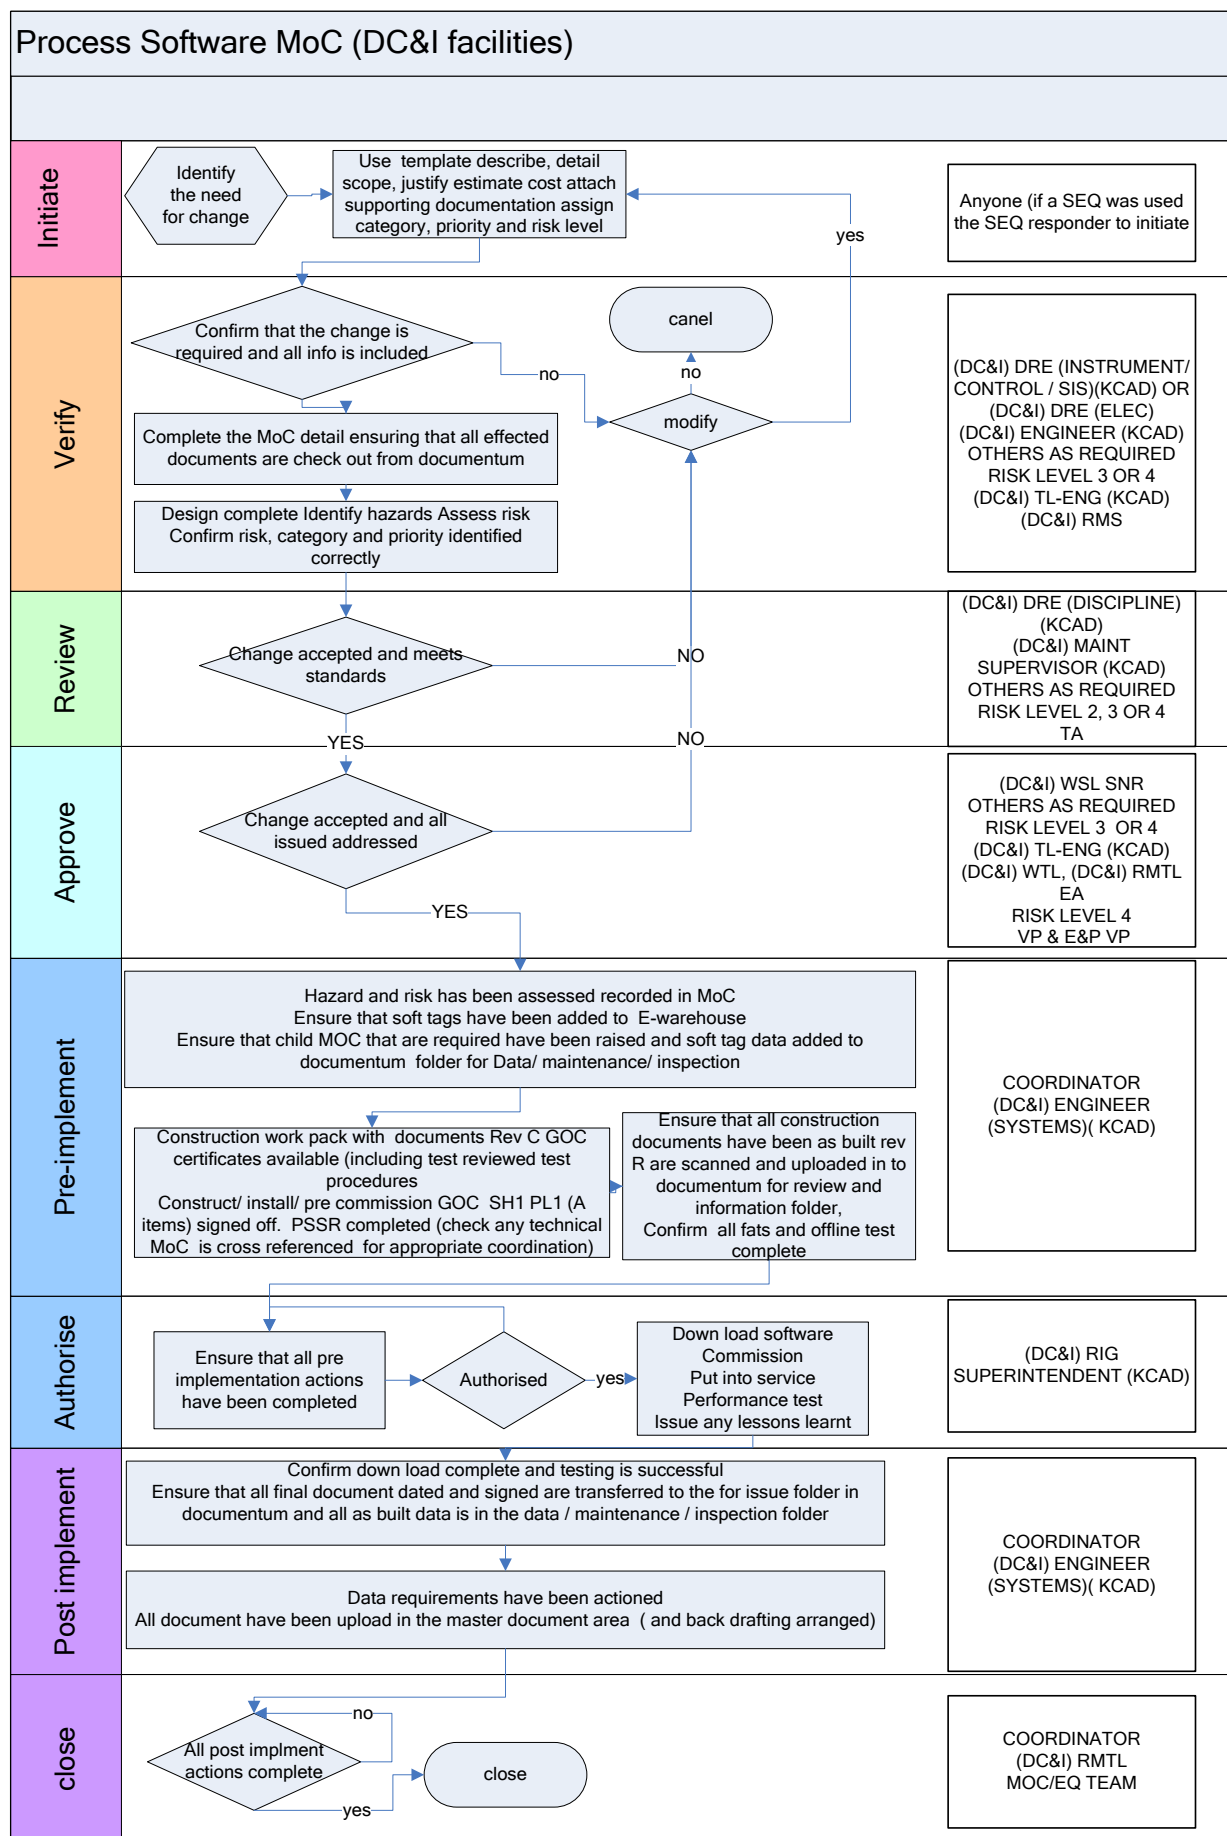 Process Software MoC (DC&I facilities)
Initiate
Identify
the need
for change
Use template describe, detail
scope, justify estimate cost attach
supporting documentation assign
category, priority and risk level
yes
Anyone (if a SEQ was used
the SEQ responder to initiate
Verify
Confirm that the change is
required and all info is included
no
canel
no
modify
Complete the MoC detail ensuring that all effected
documents are check out from documentum
Design complete Identify hazards Assess risk
Confirm risk, category and priority identified
correctly
(DC&I) DRE (INSTRUMENT/
CONTROL / SIS)(KCAD) OR
(DC&I) DRE (ELEC)
(DC&I) ENGINEER (KCAD)
OTHERS AS REQUIRED
RISK LEVEL 3 OR 4
(DC&I) TL-ENG (KCAD)
(DC&I) RMS
Review
Change accepted and meets
standards
NO
YES
(DC&I) DRE (DISCIPLINE)
(KCAD)
(DC&I) MAINT
SUPERVISOR (KCAD)
OTHERS AS REQUIRED
RISK LEVEL 2, 3 OR 4
TA
Approve
NO
Change accepted and all
issued addressed
YES
(DC&I) WSL SNR
OTHERS AS REQUIRED
RISK LEVEL 3 OR 4
(DC&I) TL-ENG (KCAD)
(DC&I) WTL, (DC&I) RMTL
EA
RISK LEVEL 4
VP & E&P VP
Pre-implement
Hazard and risk has been assessed recorded in MoC
Ensure that soft tags have been added to E-warehouse
Ensure that child MOC that are required have been raised and soft tag data added to
documentum folder for Data/ maintenance/ inspection
Construction work pack with documents Rev C GOC
certificates available (including test reviewed test
procedures
Construct/ install/ pre commission GOC SH1 PL1 (A
items) signed off. PSSR completed (check any technical
MoC is cross referenced for appropriate coordination)
Ensure that all construction
documents have been as built rev
R are scanned and uploaded in to
documentum for review and
information folder,
Confirm all fats and offline test
complete
COORDINATOR
(DC&I) ENGINEER
(SYSTEMS)( KCAD)
Authorise
Ensure that all pre
implementation actions
have been completed
Authorised
yes
Down load software
Commission
Put into service
Performance test
Issue any lessons learnt
(DC&I) RIG
SUPERINTENDENT (KCAD)
Post implement
Confirm down load complete and testing is successful
Ensure that all final document dated and signed are transferred to the for issue folder in
documentum and all as built data is in the data / maintenance / inspection folder
Data requirements have been actioned
All document have been upload in the master document area ( and back drafting arranged)
COORDINATOR
(DC&I) ENGINEER
(SYSTEMS)( KCAD)
close
no
All post implment
actions complete
yes
close
COORDINATOR
(DC&I) RMTL
MOC/EQ TEAM